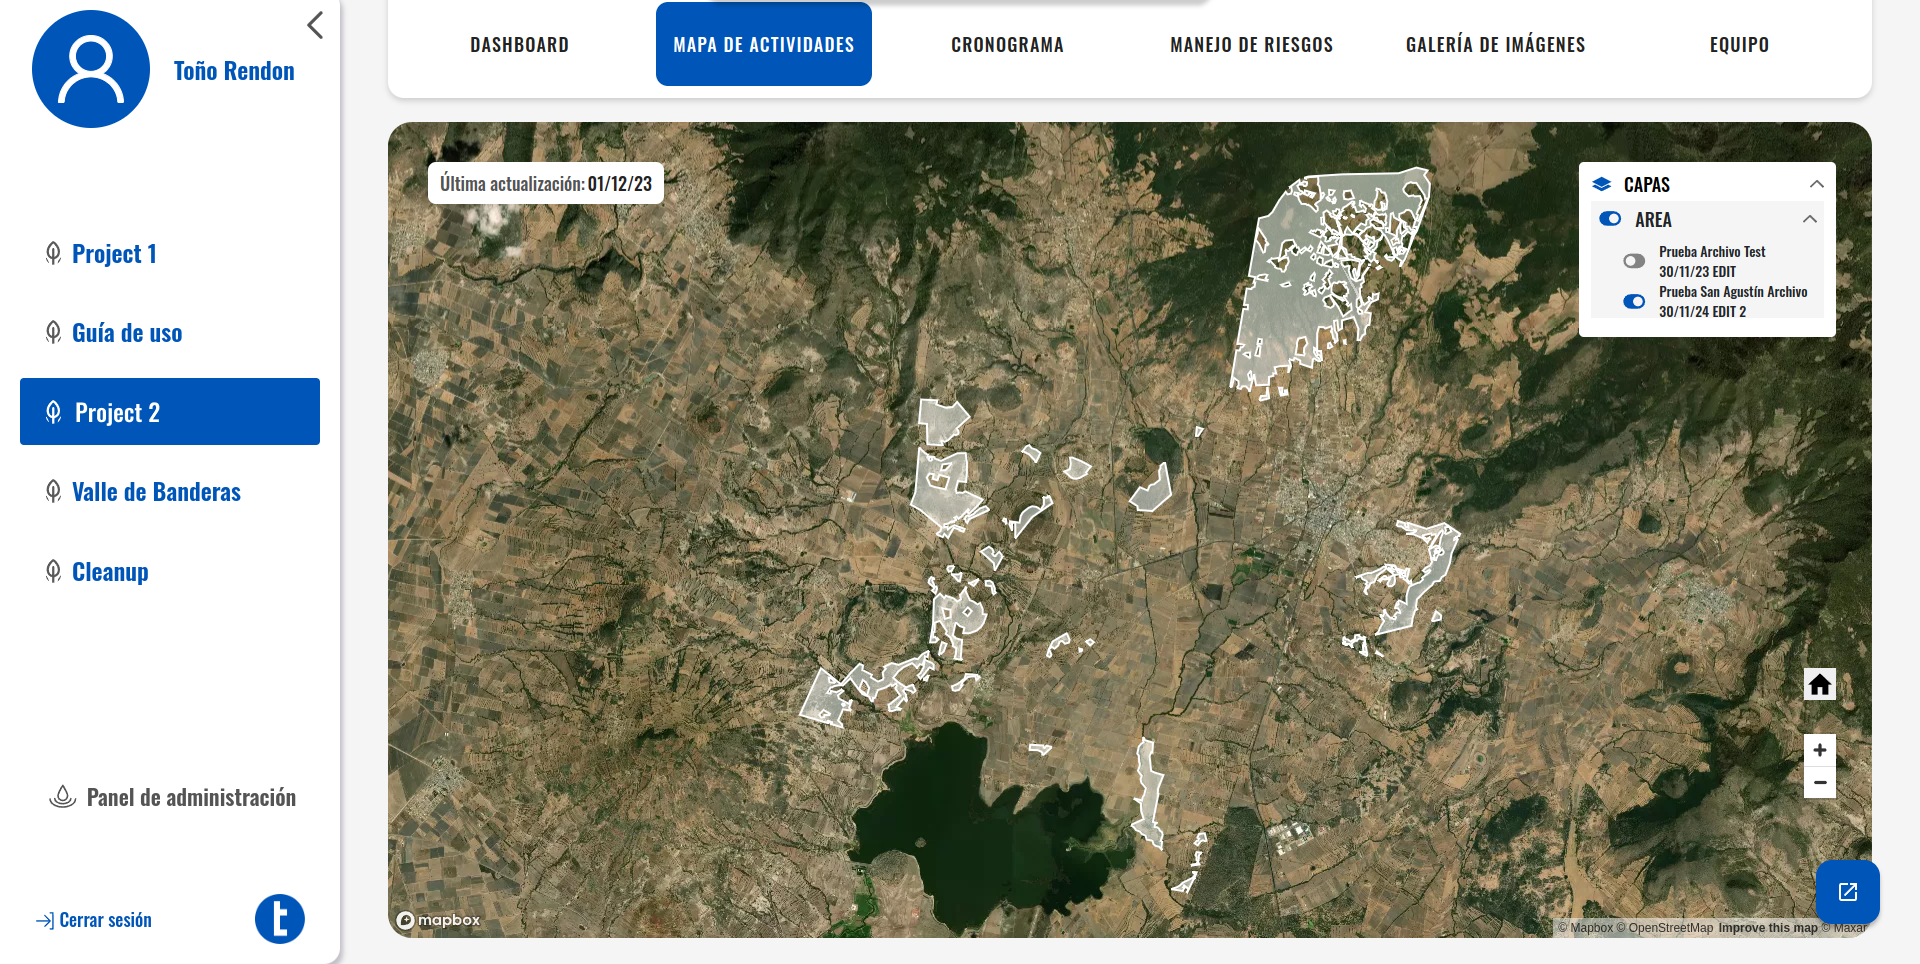 Toño Rendon
Project 1
Guía de uso
Project 2
Valle de Banderas
Cleanup
Panel de administración
Cerrar sesión
DASHBOARD
MAPA DE ACTIVIDADES
CRONOGRAMA
MANEJO DE RIESGOS
GALERÍA DE IMÁGENES
EQUIPO
Última actualización: 01/12/23
CAPAS
AREA
Prueba Archivo Test
30/11/23 EDIT
Prueba San Agustín Archivo
30/11/24 EDIT 2
mapbox
© Mapbox © OpenStreetMap Improve this map © Maxar